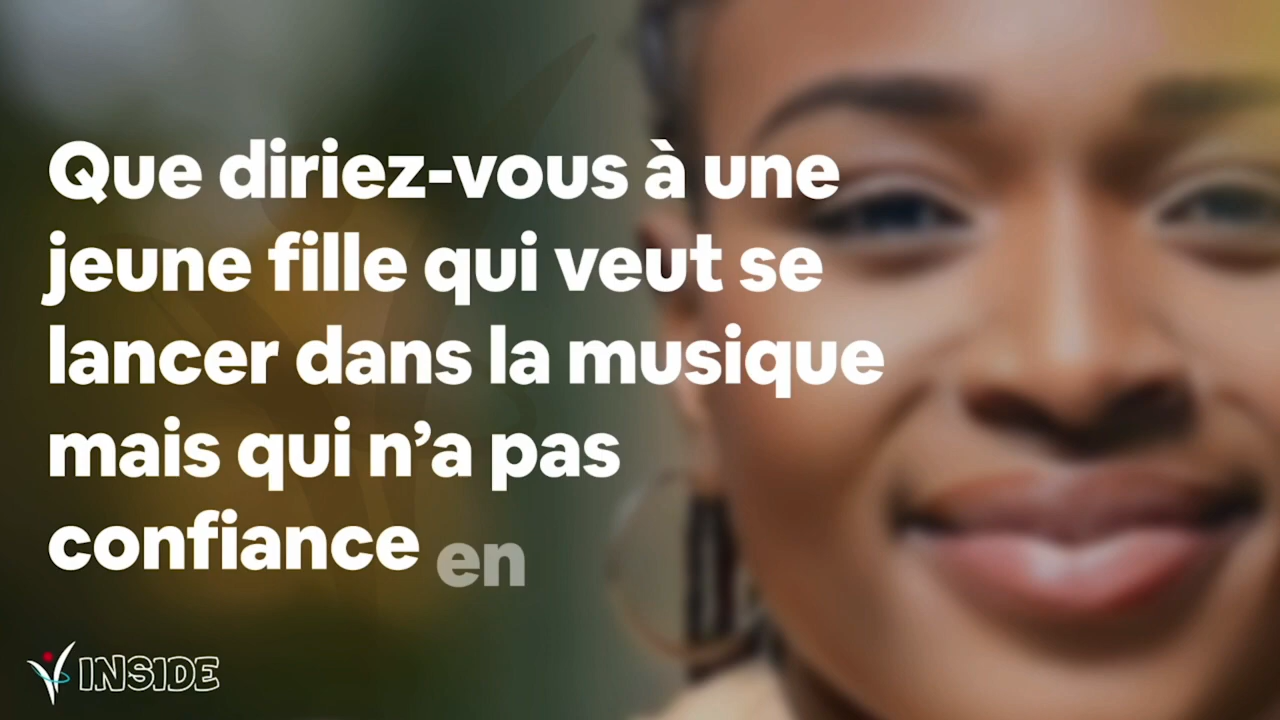 Que diriez-vous à une
jeune fille qui veut se
lancer dans la musique
mais qui n’a pas
confiance en
INSIDE